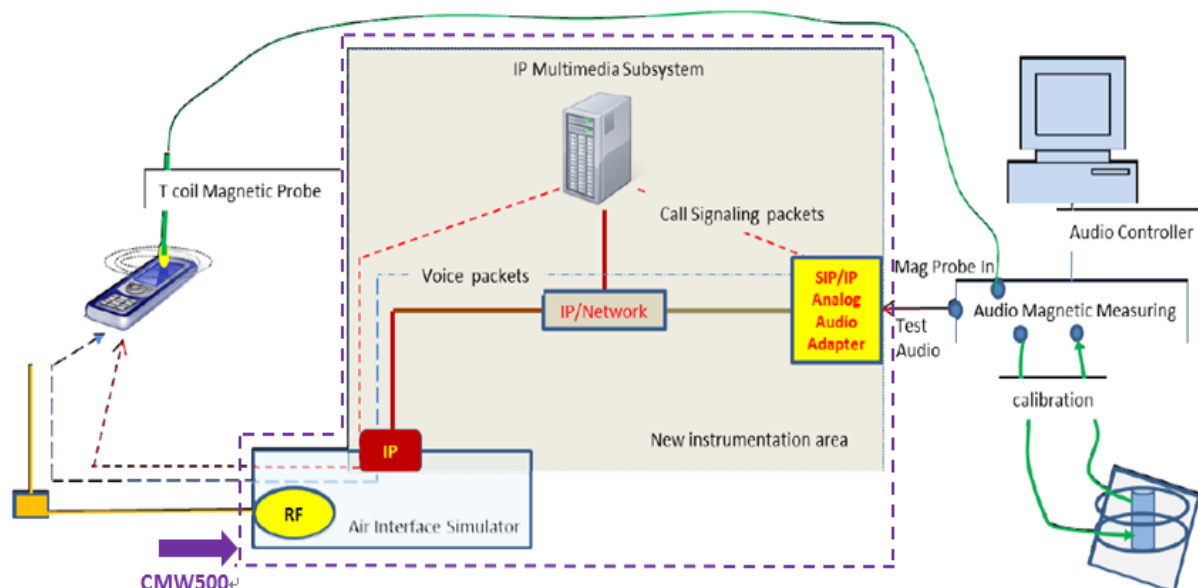 IP Multimedia Subsystem
T coil Magnetic Probe
Call Signaling packets
Audio Controller
Voice packets
SIP/IP
Analog
Audio
Adapter
Mag Probe In
IP/Network
Test
Audio
Audio Magnetic Measuring
calibration
New instrumentation area
IP
RF
Air Interface Simulator
CMW500